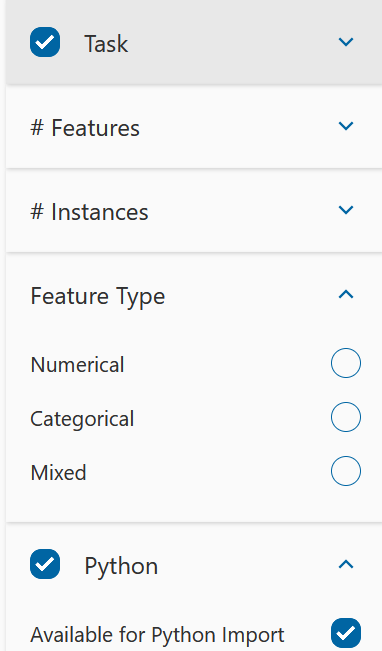 Task
# Features
# Instances
Feature Type
Numerical
Categorical
Mixed
Python
Available for Python Import